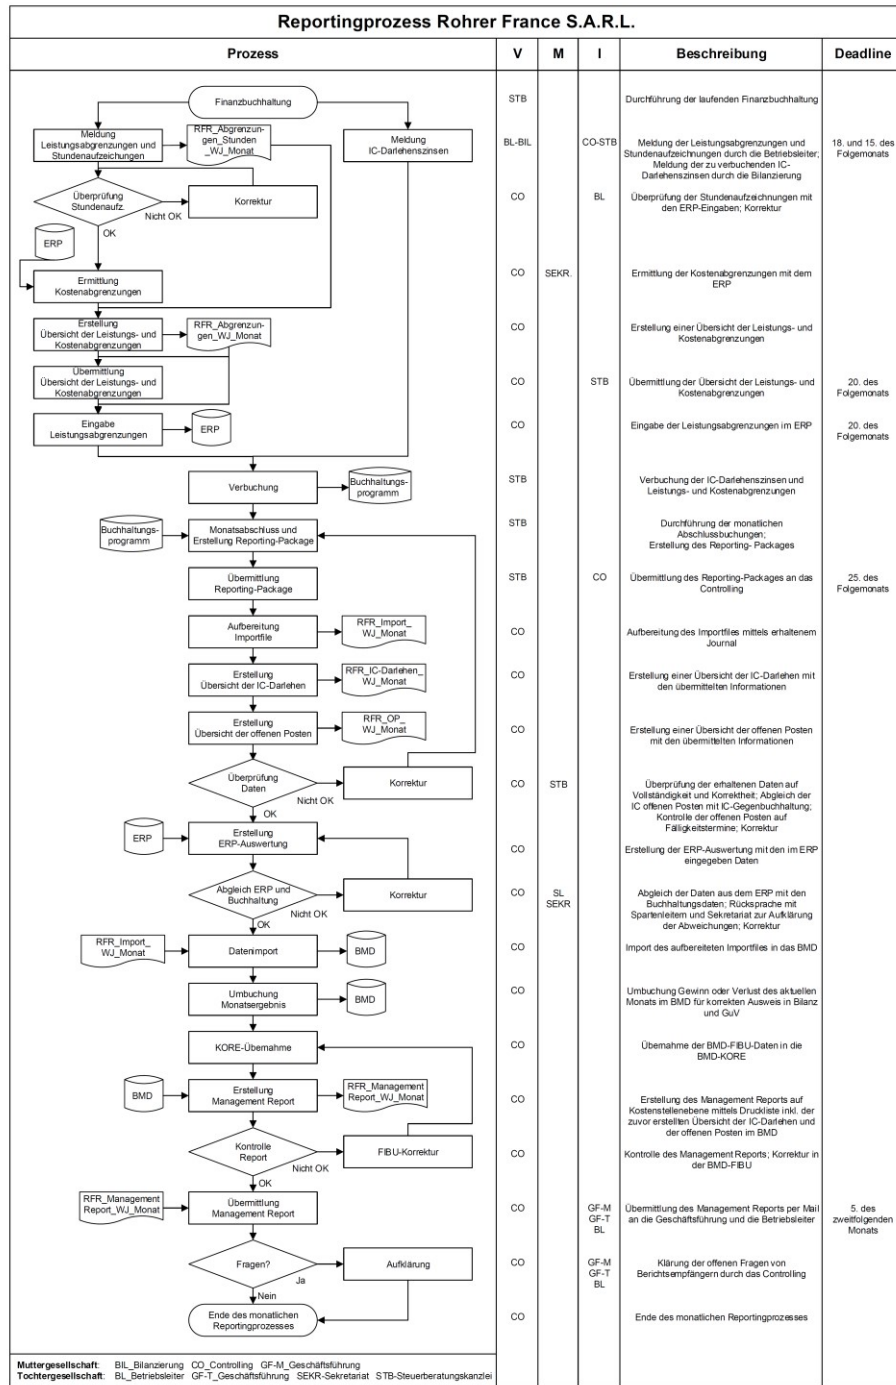 Reportingprozess Rohrer France S.A.R.L.
Prozess
V
M
I
Beschreibung
Deadline
Finanzbuchhaltung
STB
Durchführung der laufenden Finanzbuchhaltung
Meldung
Leistungsabgrenzungen und
Stundenaufzeichungen
RFR_Abgrenzun-
gen_Stunden
_WJ_Monat
Meldung
IC-Darlehenszinsen
BL-BIL
CO-STB
Meldung der Leistungsabgrenzungen und
Stundenaufzeichnungen durch die Betriebsleiter;
Meldung der zu verbuchenden IC-
Darlehenszinsen durch die Bilanzierung
18. und 15. des
Folgemonats
Überprüfung
Stundenaufz.
Nicht OK
OK
Korrektur
CO
BL
Überprüfung der Stundenaufzeichnungen mit
den ERP-Eingaben; Korrektur
ERP
Ermittlung
Kostenabgrenzungen
CO
SEKR.
Ermittlung der Kostenabgrenzungen mit dem
ERP
Erstellung
Übersicht der Leistungs- und
Kostenabgrenzungen
RFR_Abgrenzun-
gen_WJ_Monat
CO
Erstellung einer Übersicht der Leistungs- und
Kostenabgrenzungen
Übermittlung
Übersicht der Leistungs- und
Kostenabgrenzungen
CO
STB
Übermittlung der Übersicht der Leistungs- und
Kostenabgrenzungen
20. des
Folgemonats
Eingabe
Leistungsabgrenzungen
ERP
CO
Eingabe der Leistungsabgrenzungen im ERP
20. des
Folgemonats
Verbuchung
Buchhaltungs-
programm
STB
Verbuchung der IC-Darlehenszinsen und
Leistungs- und Kostenabgrenzungen
Buchhaltungs-
programm
Monatsabschluss und
Erstellung Reporting-Package
STB
Durchführung der monatlichen
Abschlussbuchungen;
Erstellung des Reporting- Packages
Übermittlung
Reporting-Package
STB
CO
Übermittlung des Reporting-Packages an das
Controlling
25. des
Folgemonats
Aufbereitung
Importfile
RFR_Import_
WJ_Monat
CO
Aufbereitung des Importfiles mittels erhaltenem
Journal
Erstellung
Übersicht der IC-Darlehen
RFR_IC-Darlehen_
WJ_Monat
CO
Erstellung einer Übersicht der IC-Darlehen mit
den übermittelten Informationen
Erstellung
Übersicht der offenen Posten
RFR_OP_
WJ_Monat
CO
Erstellung einer Übersicht der offenen Posten
mit den übermittelten Informationen
Überprüfung
Daten
Nicht OK
OK
Korrektur
CO
STB
Überprüfung der erhaltenen Daten auf
Vollständigkeit und Korrektheit; Abgleich der
IC offenen Posten mit IC-Gegenbuchhaltung;
Kontrolle der offenen Posten auf
Fälligkeitstermine; Korrektur
ERP
Erstellung
ERP-Auswertung
CO
Erstellung der ERP-Auswertung mit den im ERP
eingegeben Daten
Abgleich ERP und
Buchhaltung
Nicht OK
OK
Korrektur
CO
SL
SEKR
Abgleich der Daten aus dem ERP mit den
Buchhaltungsdaten; Rücksprache mit
Spartenleitern und Sekretariat zur Aufklärung
der Abweichungen; Korrektur
RFR_Import_
WJ_Monat
Datenimport
BMD
CO
Import des aufbereiteten Importfiles in das BMD
Umbuchung
Monatsergebnis
BMD
CO
Umbuchung Gewinn oder Verlust des aktuellen
Monats im BMD für korrekten Ausweis in Bilanz
und GuV
KORE-Übernahme
CO
Übernahme der BMD-FIBU-Daten in die
BMD-KORE
BMD
Erstellung
Management Report
RFR_Management
Report_WJ_Monat
CO
Erstellung des Management Reports auf
Kostenstellenebene mittels Druckliste inkl. der
zuvor erstellten Übersicht der IC-Darlehen und
der offenen Posten im BMD
Kontrolle
Report
Nicht OK
OK
FIBU-Korrektur
CO
Kontrolle des Management Reports; Korrektur in
der BMD-FIBU
RFR_Management
Report_WJ_Monat
Übermittlung
Management Report
CO
GF-M
GF-T
BL
Übermittlung des Management Reports per Mail
an die Geschäftsführung und die Betriebsleiter
5. des
zweitfolgenden
Monats
Fragen?
Ja
Nein
Aufklärung
CO
GF-M
GF-T
BL
Klärung der offenen Fragen von
Berichtsempfängern durch das Controlling
Ende des monatlichen
Reportingprozesses
CO
Ende des monatlichen Reportingprozesses
Muttergesellschaft: BIL_Bilanzierung CO_Controlling GF-M_Geschäftsführung
Tochtergesellschaft: BL_Betriebsleiter GF-T_Geschäftsführung SEKR-Sekretariat STB-Steuerberatungskanzlei